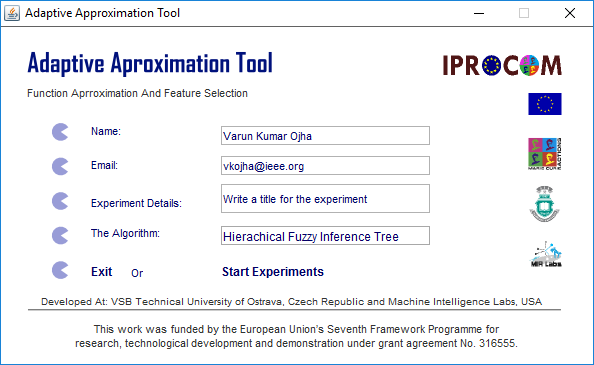 Adaptive Approximation Tool
Adaptive Aproximation Tool
IPROCOM
Function Aprroximation And Feature Selection
Name: Varun Kumar Ojha
Email: vkojha@ieee.org
MARIE CURIE ACTIONS
Experiment Details: Write a title for the experiment
The Algorithm: Hierachical Fuzzy Inference Tree
MIR Labs
Exit Or Start Experiments
Developed At: VSB Technical University of Ostrava, Czech Republic and Machine Intelligence Labs, USA
This work was funded by the European Union's Seventh Framework Programme for
research, technological development and demonstration under grant agreement No. 316555.